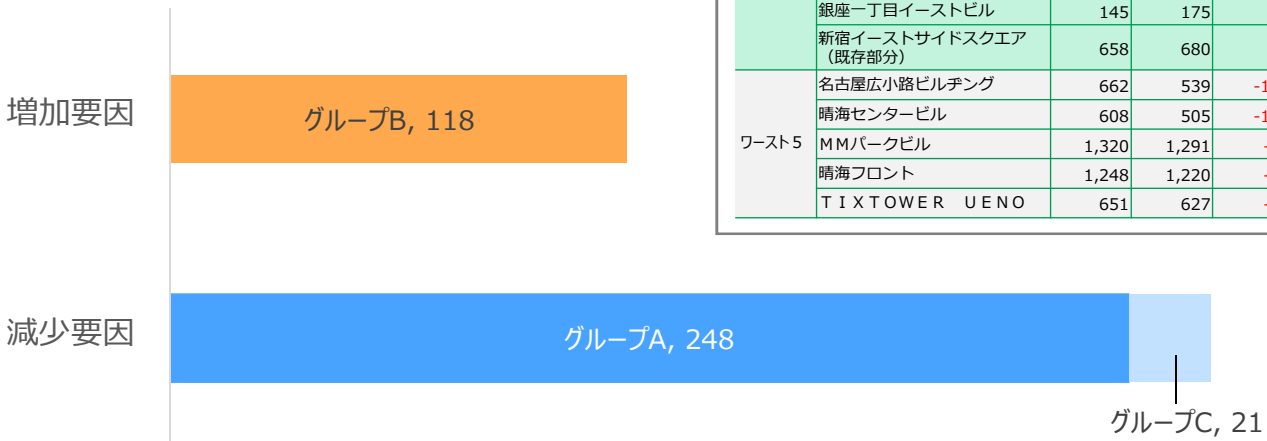 銀座一丁目イーストビル 145 175
新宿イーストサイドスクエア
（既存部分） 658 680
ワースト５
名古屋広小路ビルヂング 662 539
晴海センタービル 608 505
ＭＭパークビル 1,320 1,291
晴海フロント 1,248 1,220
ＴＩＸＴＯＷＥＲ　ＵＥＮＯ 651 627
増加要因
グループB, 118
減少要因
グループA, 248
グループC, 21